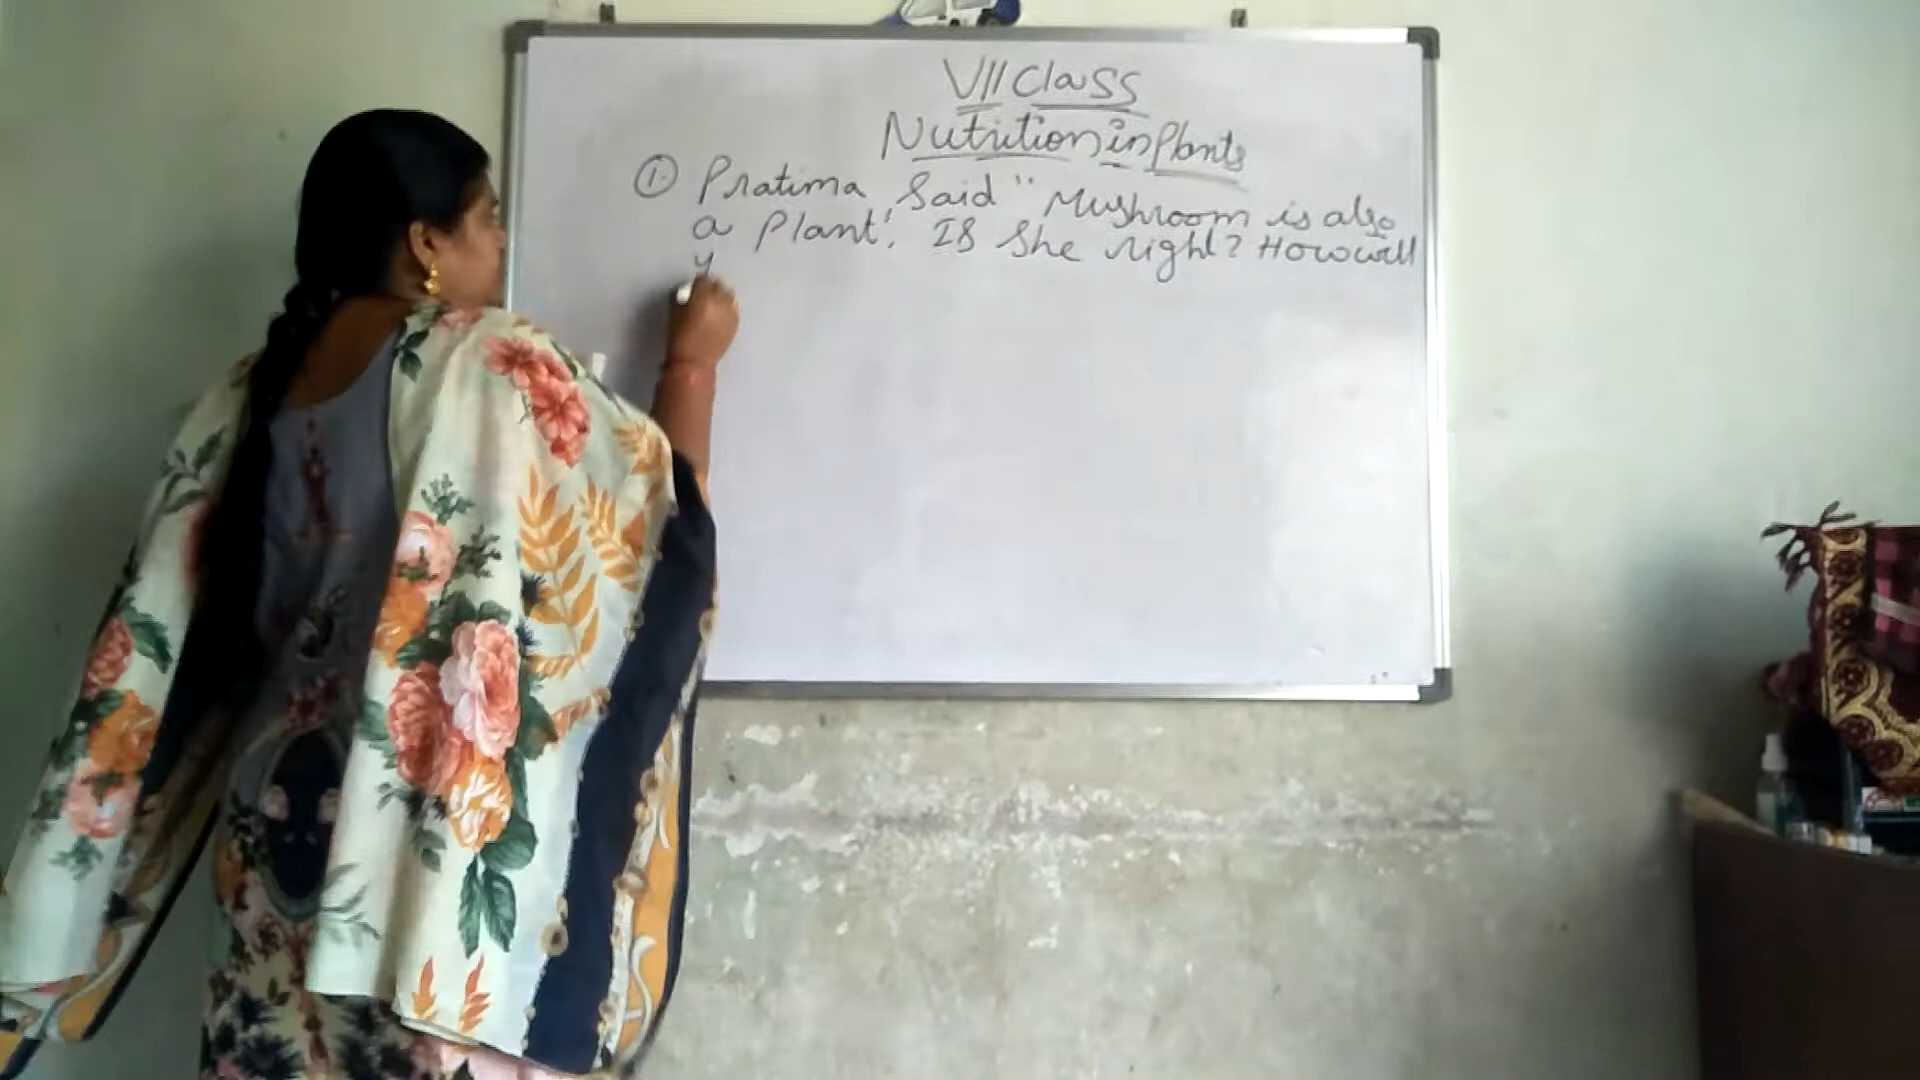 VII Class
Nutrition in Plants
① Pratima Said "Mushroom is also
a Plant". Is She right? How will
y